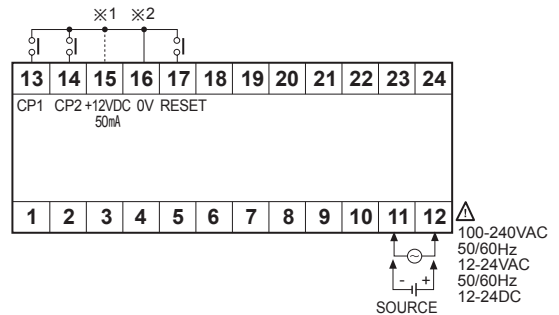 ※1 ※2
13 14 15 16 17 18 19 20 21 22 23 24
CP1 CP2 +12VDC 0V RESET
50mA
1 2 3 4 5 6 7 8 9 10 11 12
100-240VAC
50/60Hz
12-24VAC
50/60Hz
12-24DC
- +
SOURCE